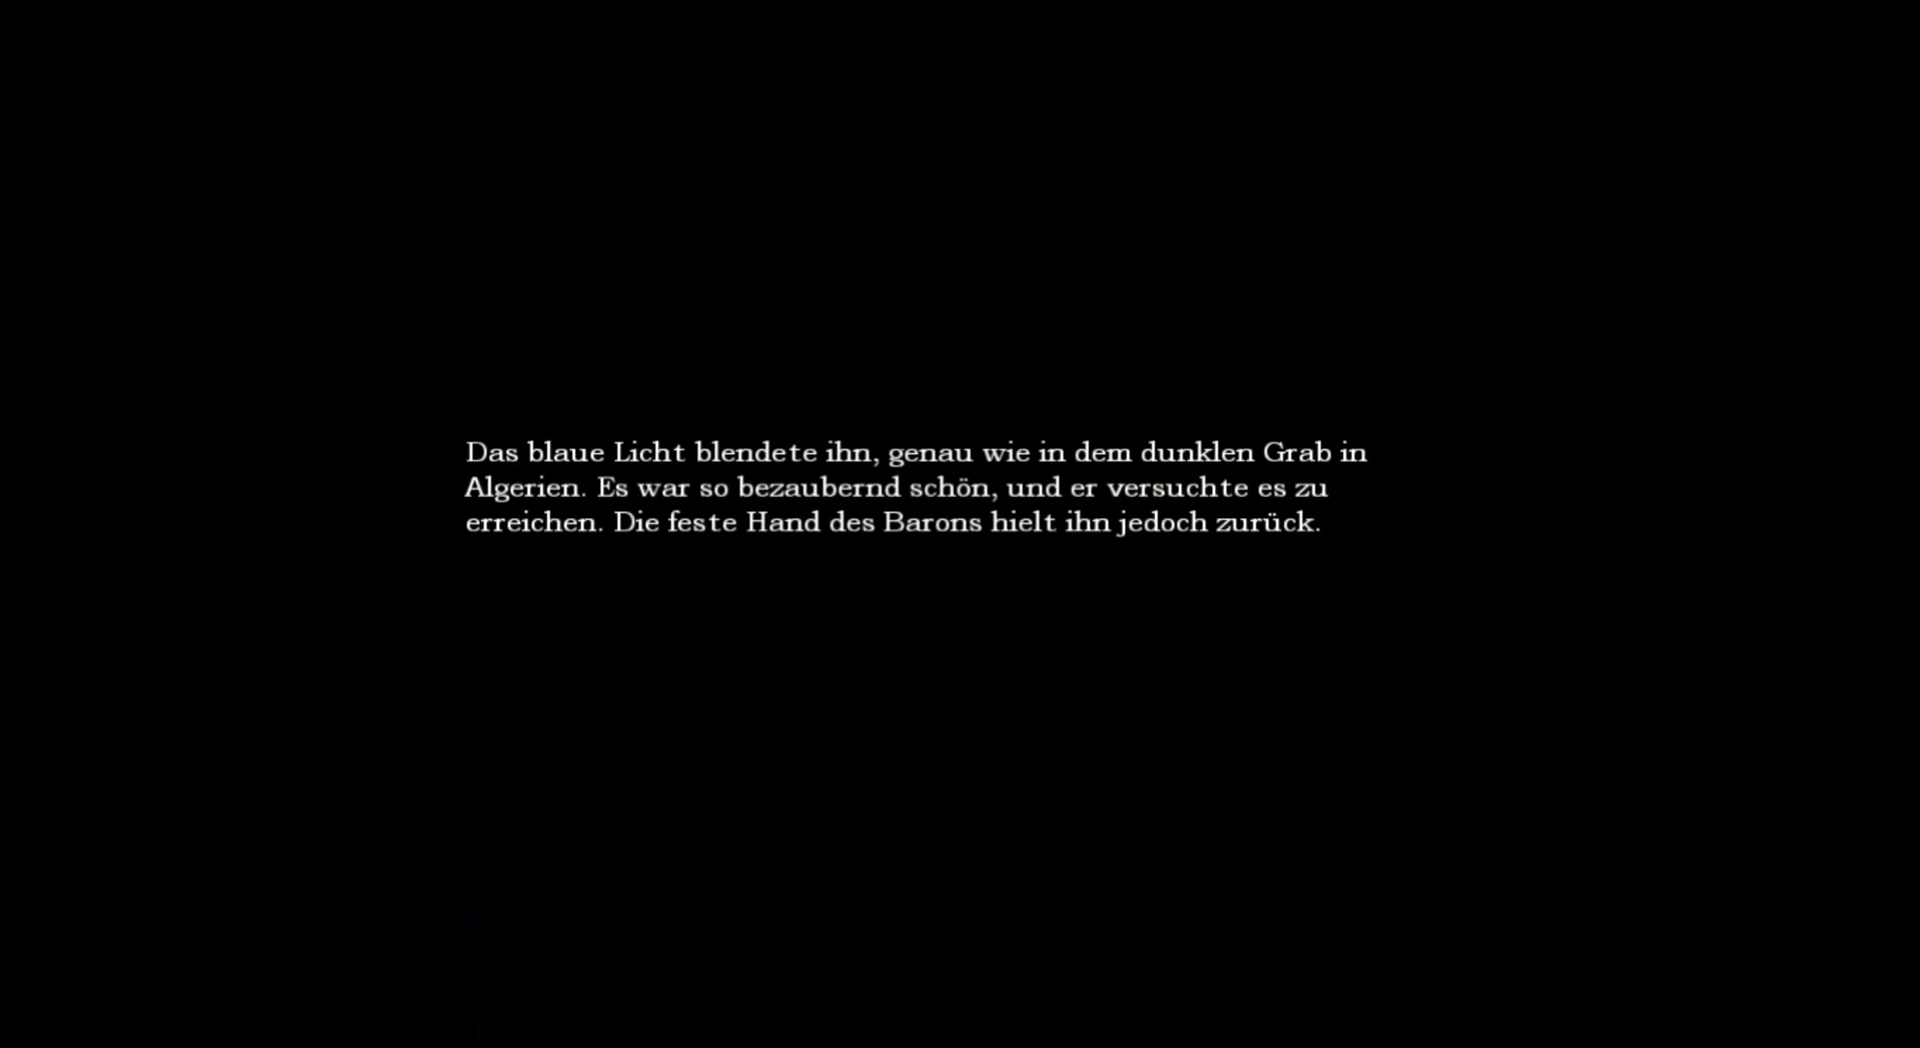 Das blaue Licht blendete ihn, genau wie in dem dunklen Grab in
Algerien. Es war so bezaubernd schön, und er versuchte es zu
erreichen. Die feste Hand des Barons hielt ihn jedoch zurück.